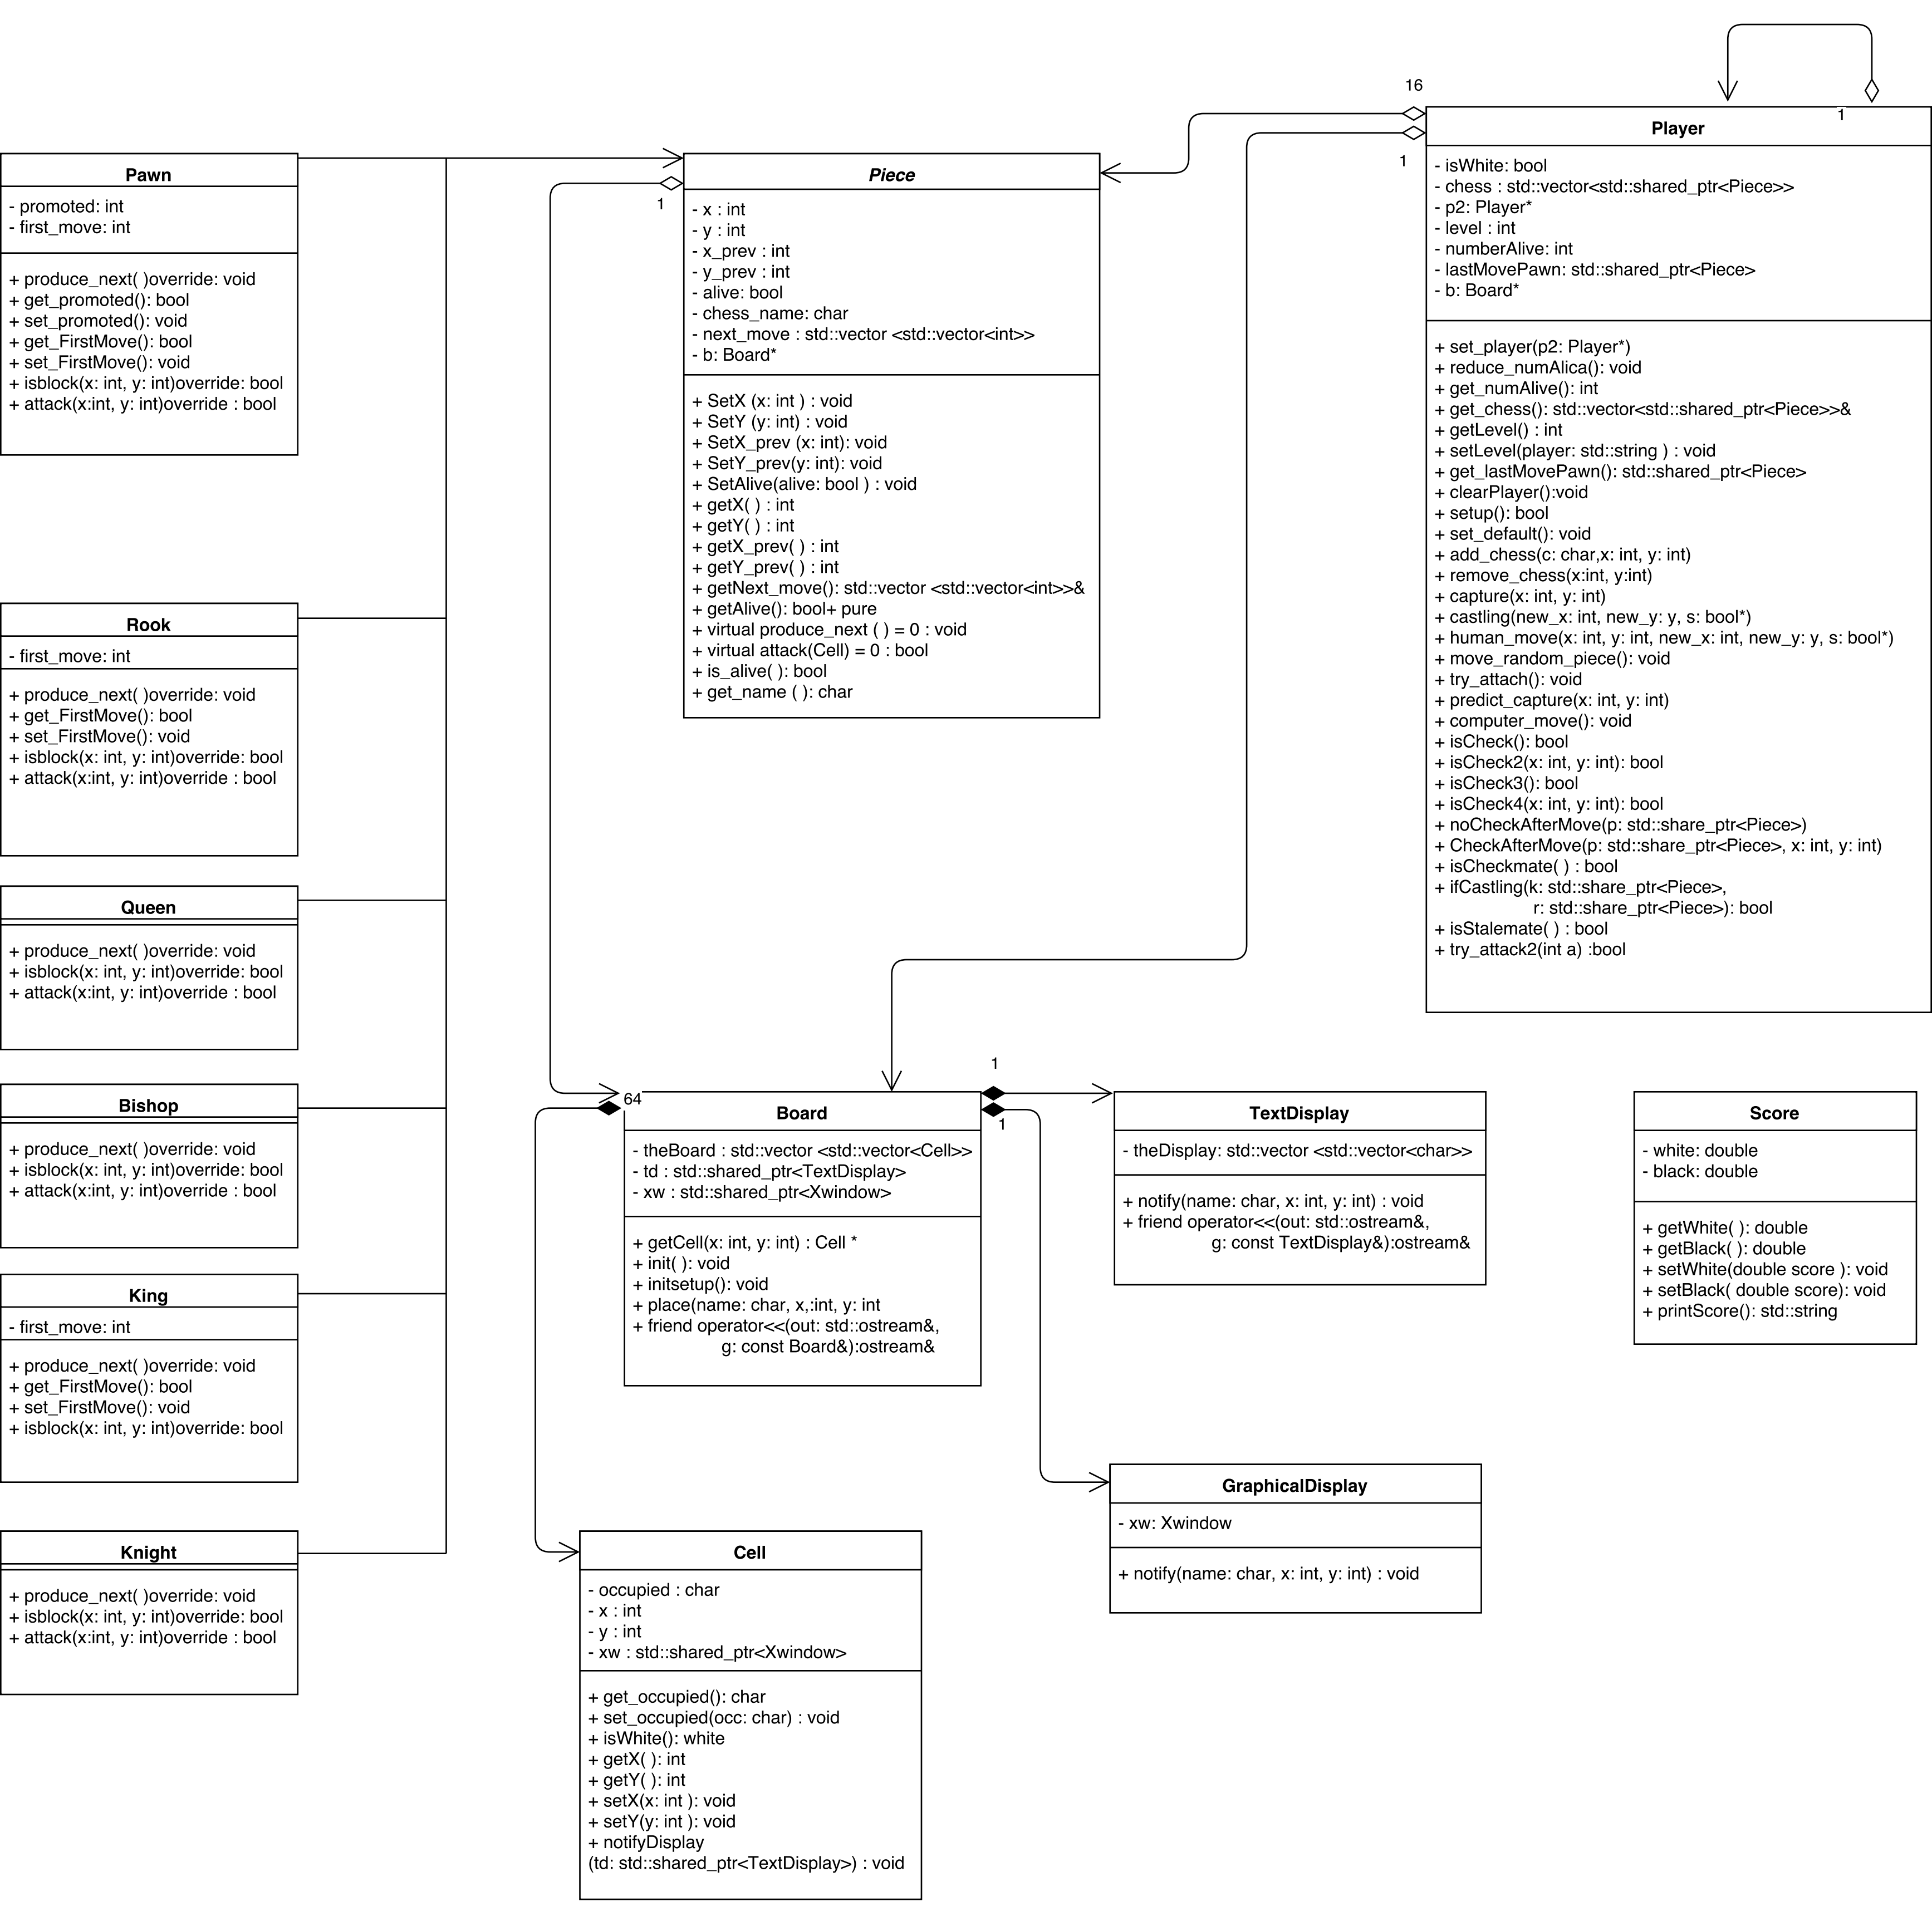 Pawn
- promoted: int
- first_move: int
+ produce_next( )override: void
+ get_promoted(): bool
+ set_promoted(): void
+ get_FirstMove(): bool
+ set_FirstMove(): void
+ isblock(x: int, y: int)override: bool
+ attack(x:int, y: int)override : bool
Rook
- first_move: int
+ produce_next( )override: void
+ get_FirstMove(): bool
+ set_FirstMove(): void
+ isblock(x: int, y: int)override: bool
+ attack(x:int, y: int)override : bool
Queen
+ produce_next( )override: void
+ isblock(x: int, y: int)override: bool
+ attack(x:int, y: int)override : bool
Bishop
+ produce_next( )override: void
+ isblock(x: int, y: int)override: bool
+ attack(x:int, y: int)override : bool
King
- first_move: int
+ produce_next( )override: void
+ get_FirstMove(): bool
+ set_FirstMove(): void
+ isblock(x: int, y: int)override: bool
Knight
+ produce_next( )override: void
+ isblock(x: int, y: int)override: bool
+ attack(x:int, y: int)override : bool
1
Piece
- x : int
- y : int
- x_prev : int
- y_prev : int
- alive: bool
- chess_name: char
- next_move : std::vector <std::vector<int>>
- b: Board*
+ SetX (x: int ) : void
+ SetY (y: int) : void
+ SetX_prev (x: int): void
+ SetY_prev(y: int): void
+ SetAlive(alive: bool ) : void
+ getX( ) : int
+ getY( ) : int
+ getX_prev( ) : int
+ getY_prev( ) : int
+ getNext_move(): std::vector <std::vector<int>>&
+ getAlive(): bool+ pure
+ virtual produce_next ( ) = 0 : void
+ virtual attack(Cell) = 0 : bool
+ is_alive( ): bool
+ get_name ( ): char
16
1
1
Player
- isWhite: bool
- chess : std::vector<std::shared_ptr<Piece>>
- p2: Player*
- level : int
- numberAlive: int
- lastMovePawn: std::shared_ptr<Piece>
- b: Board*
+ set_player(p2: Player*)
+ reduce_numAlica(): void
+ get_numAlive(): int
+ get_chess(): std::vector<std::shared_ptr<Piece>>&
+ getLevel() : int
+ setLevel(player: std::string ) : void
+ get_lastMovePawn(): std::shared_ptr<Piece>
+ clearPlayer():void
+ setup(): bool
+ set_default(): void
+ add_chess(c: char,x: int, y: int)
+ remove_chess(x:int, y:int)
+ capture(x: int, y: int)
+ castling(new_x: int, new_y: y, s: bool*)
+ human_move(x: int, y: int, new_x: int, new_y: y, s: bool*)
+ move_random_piece(): void
+ try_attach(): void
+ predict_capture(x: int, y: int)
+ computer_move(): void
+ isCheck(): bool
+ isCheck2(x: int, y: int): bool
+ isCheck3(): bool
+ isCheck4(x: int, y: int): bool
+ noCheckAfterMove(p: std::share_ptr<Piece>)
+ CheckAfterMove(p: std::share_ptr<Piece>, x: int, y: int)
+ isCheckmate( ) : bool
+ ifCastling(k: std::share_ptr<Piece>,
r: std::share_ptr<Piece>): bool
+ isStalemate( ) : bool
+ try_attack2(int a) :bool
64
1
1
Board
- theBoard : std::vector <std::vector<Cell>>
- td : std::shared_ptr<TextDisplay>
- xw : std::shared_ptr<Xwindow>
+ getCell(x: int, y: int) : Cell *
+ init( ): void
+ initsetup(): void
+ place(name: char, x,:int, y: int
+ friend operator<<(out: std::ostream&,
g: const Board&):ostream&
TextDisplay
- theDisplay: std::vector <std::vector<char>>
+ notify(name: char, x: int, y: int) : void
+ friend operator<<(out: std::ostream&,
g: const TextDisplay&):ostream&
Score
- white: double
- black: double
+ getWhite( ): double
+ getBlack( ): double
+ setWhite(double score ): void
+ setBlack( double score): void
+ printScore(): std::string
GraphicalDisplay
- xw: Xwindow
+ notify(name: char, x: int, y: int) : void
Cell
- occupied : char
- x : int
- y : int
- xw : std::shared_ptr<Xwindow>
+ get_occupied(): char
+ set_occupied(occ: char) : void
+ isWhite(): white
+ getX( ): int
+ getY( ): int
+ setX(x: int ): void
+ setY(y: int ): void
+ notifyDisplay
(td: std::shared_ptr<TextDisplay>) : void